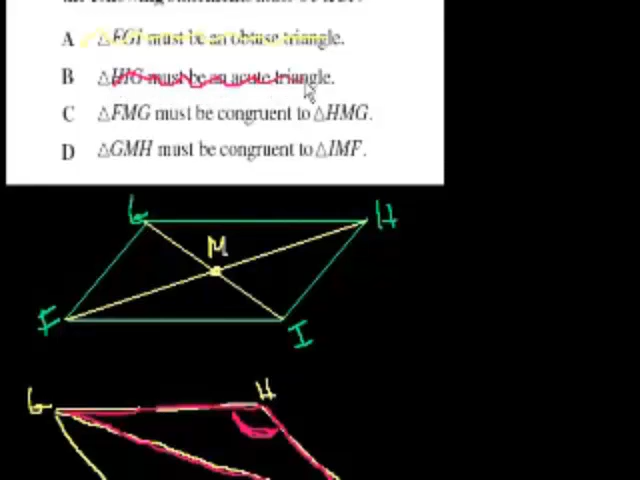 A △FGI must be an obtuse triangle.
B △HIG must be an acute triangle.
C △FMG must be congruent to △HMG.
D △GMH must be congruent to △IMF.
G
H
M
F
I
G
H